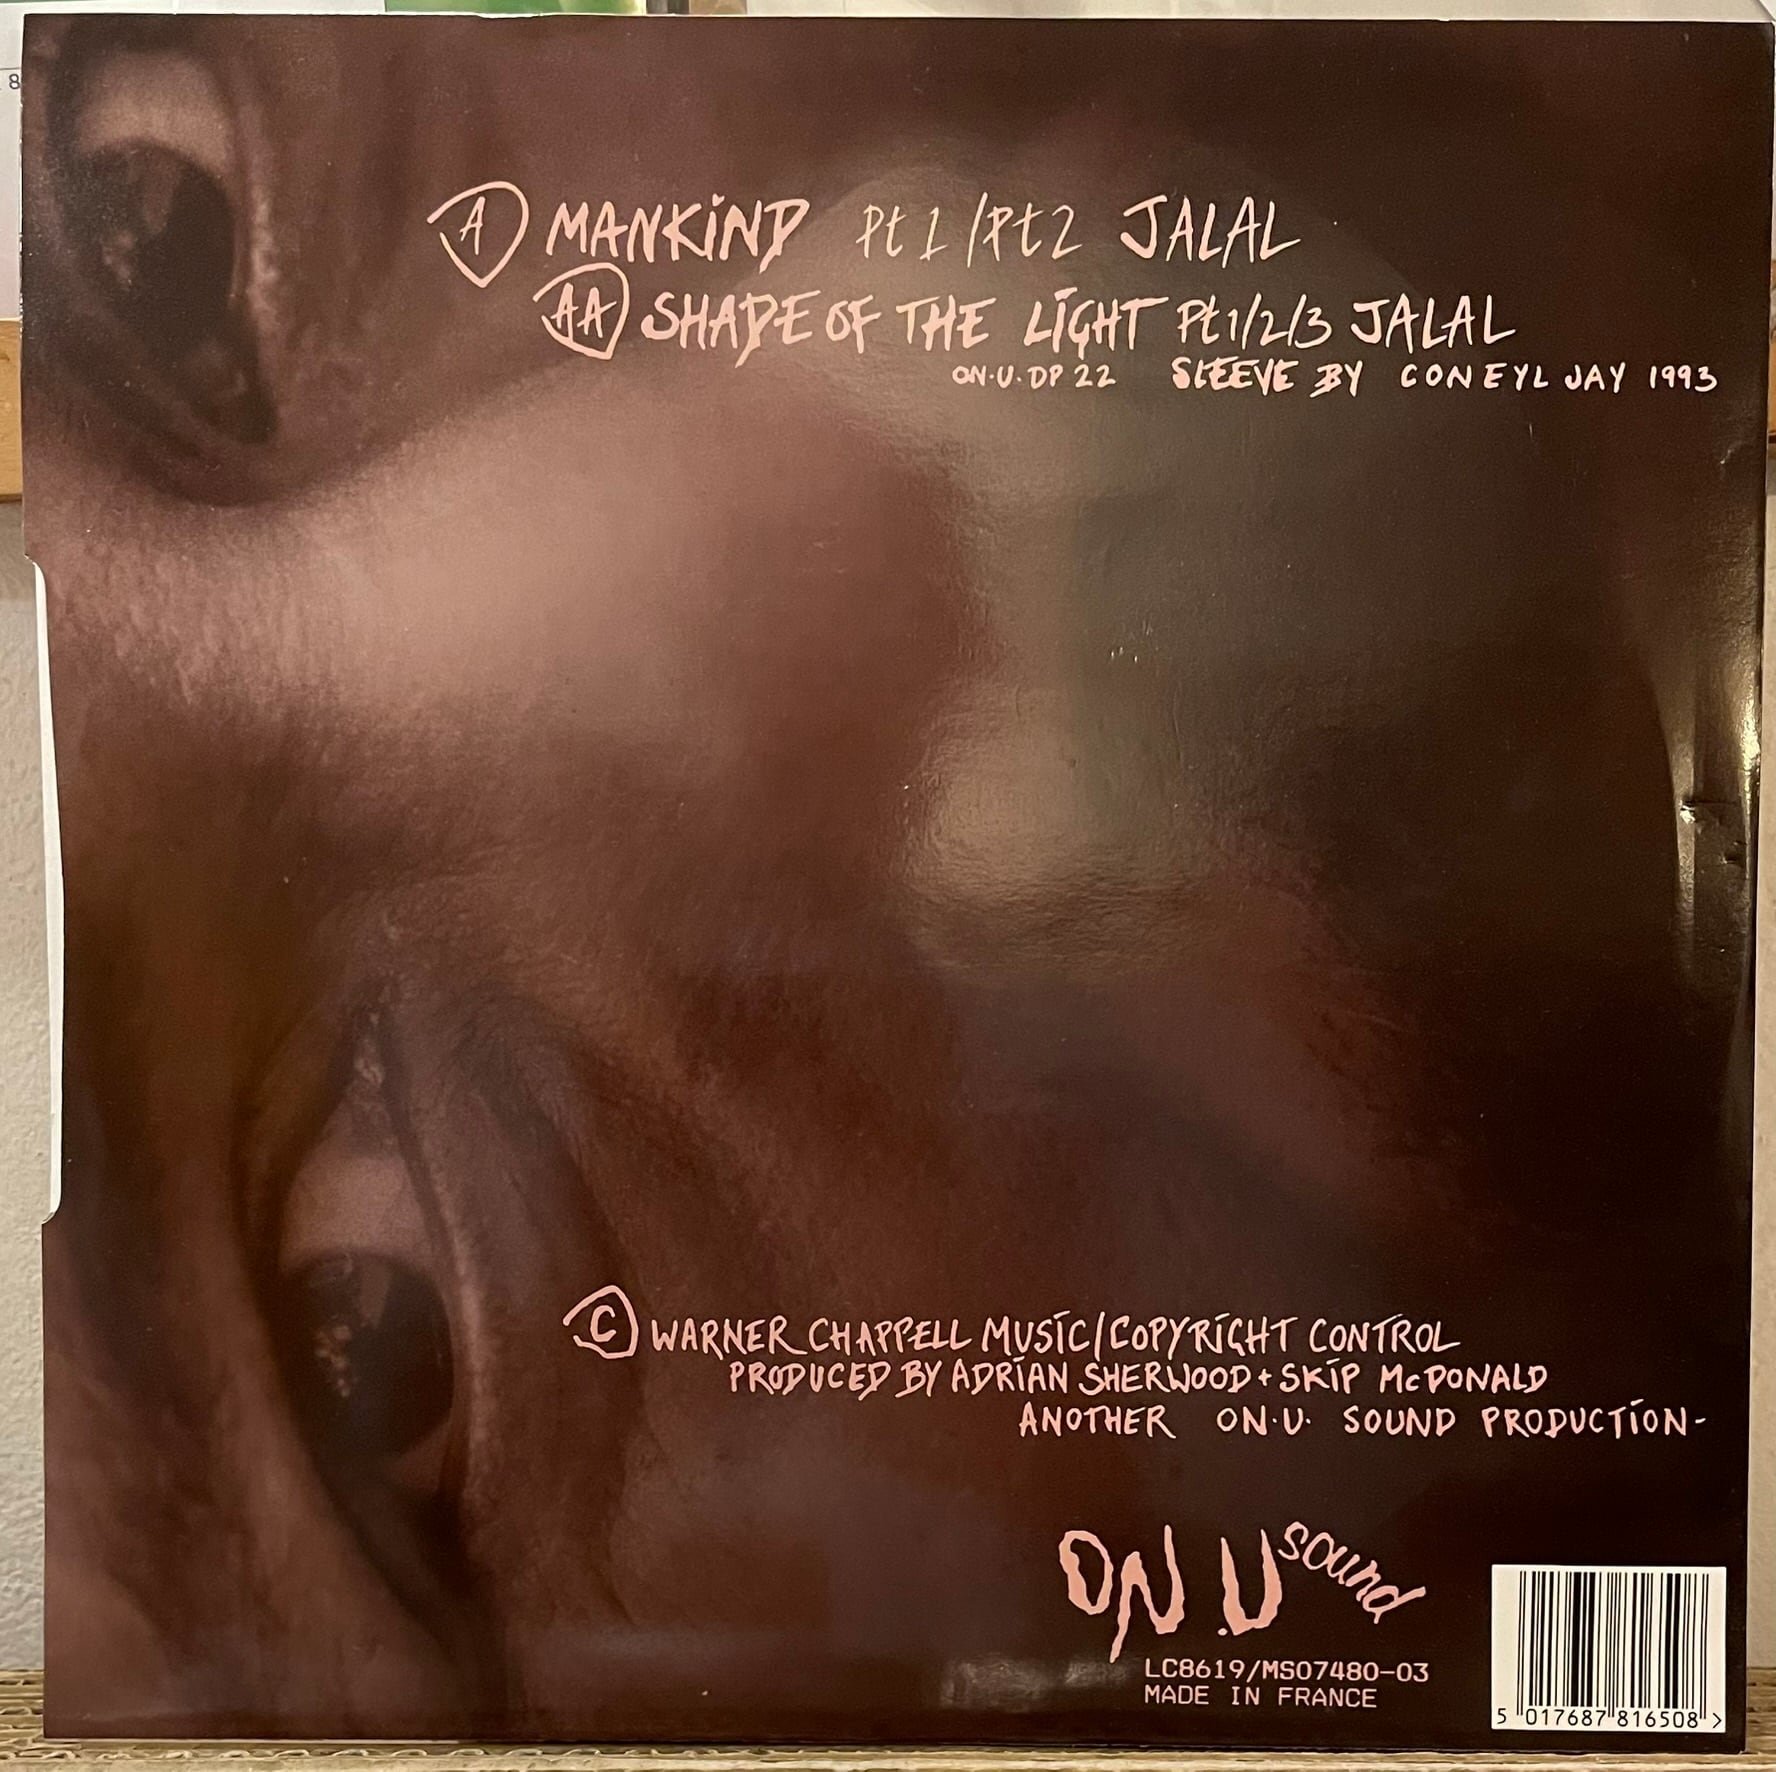 8
A MANKIND Pt 1/Pt 2 JALAL
AA SHADE OF THE LIGHT Pt 1/2/3 JALAL
ON·U·DP 22 SLEEVE BY CONEYL JAY 1993
© WARNER CHAPPELL MUSIC/COPYRIGHT CONTROL
PRODUCED BY ADRIAN SHERWOOD + SKIP McDONALD
ANOTHER ON·U· SOUND PRODUCTION-
ON.U sound
LC8619/MS07480-03
MADE IN FRANCE
5 017687 816508 >